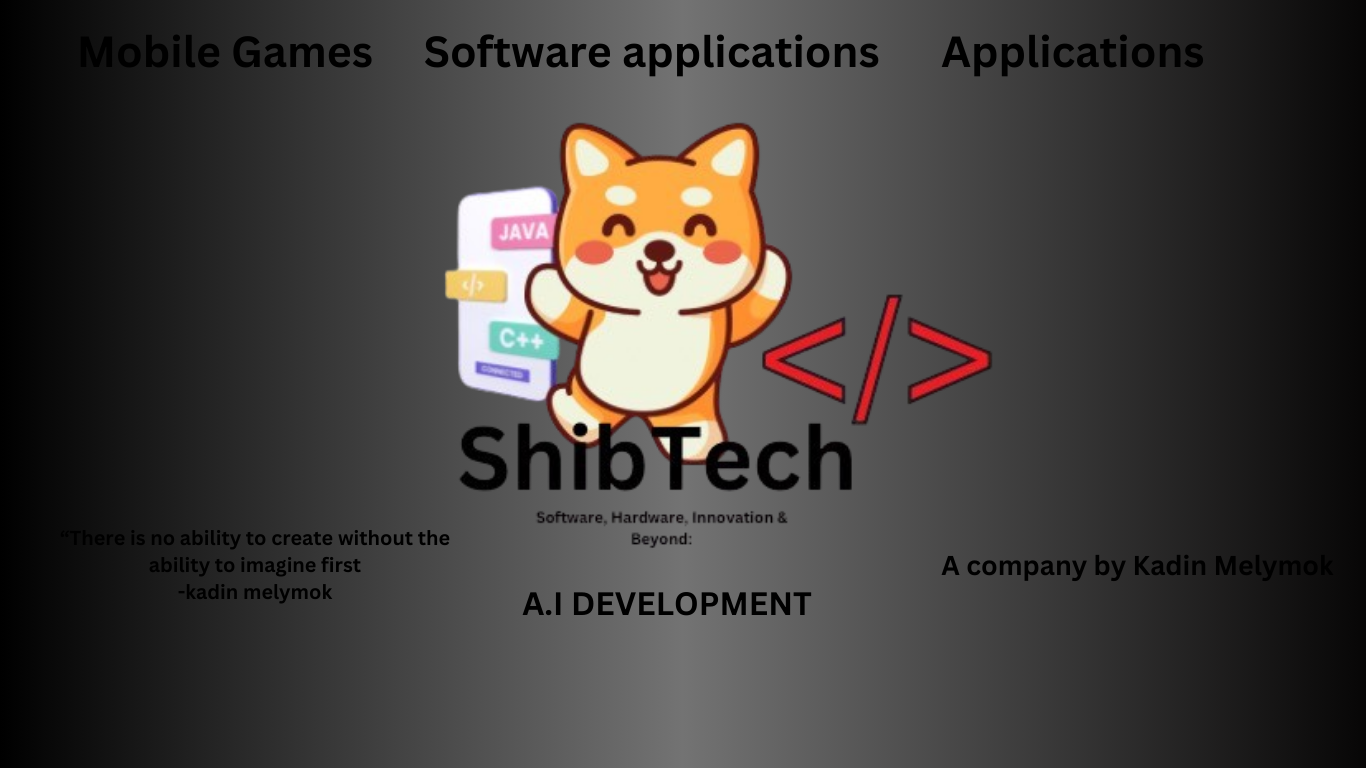 Mobile Games
Software applications
Applications
JAVA
</>
C++
CONNECTED
</>
ShibTech
Software, Hardware, Innovation &
Beyond:
“There is no ability to create without the
ability to imagine first
-kadin melymok
A company by Kadin Melymok
A.I DEVELOPMENT